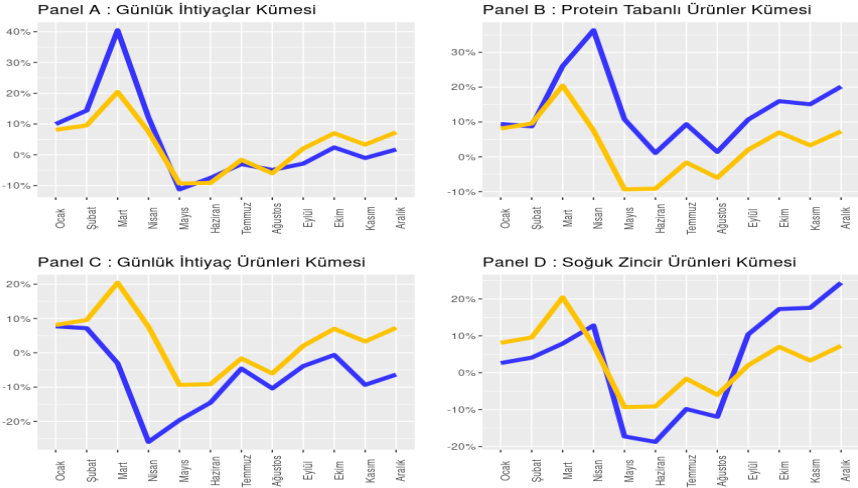 Panel A : Günlük İhtiyaçlar Kümesi
40%
30%
20%
10%
0%
-10%
Ocak
Şubat
Mart
Nisan
Mayıs
Haziran
Temmuz
Ağustos
Eylül
Ekim
Kasım
Aralık
Panel B : Protein Tabanlı Ürünler Kümesi
30%
20%
10%
0%
-10%
Ocak
Şubat
Mart
Nisan
Mayıs
Haziran
Temmuz
Ağustos
Eylül
Ekim
Kasım
Aralık
Panel C : Günlük İhtiyaç Ürünleri Kümesi
20%
10%
0%
-10%
-20%
Ocak
Şubat
Mart
Nisan
Mayıs
Haziran
Temmuz
Ağustos
Eylül
Ekim
Kasım
Aralık
Panel D : Soğuk Zincir Ürünleri Kümesi
20%
10%
0%
-10%
-20%
Ocak
Şubat
Mart
Nisan
Mayıs
Haziran
Temmuz
Ağustos
Eylül
Ekim
Kasım
Aralık